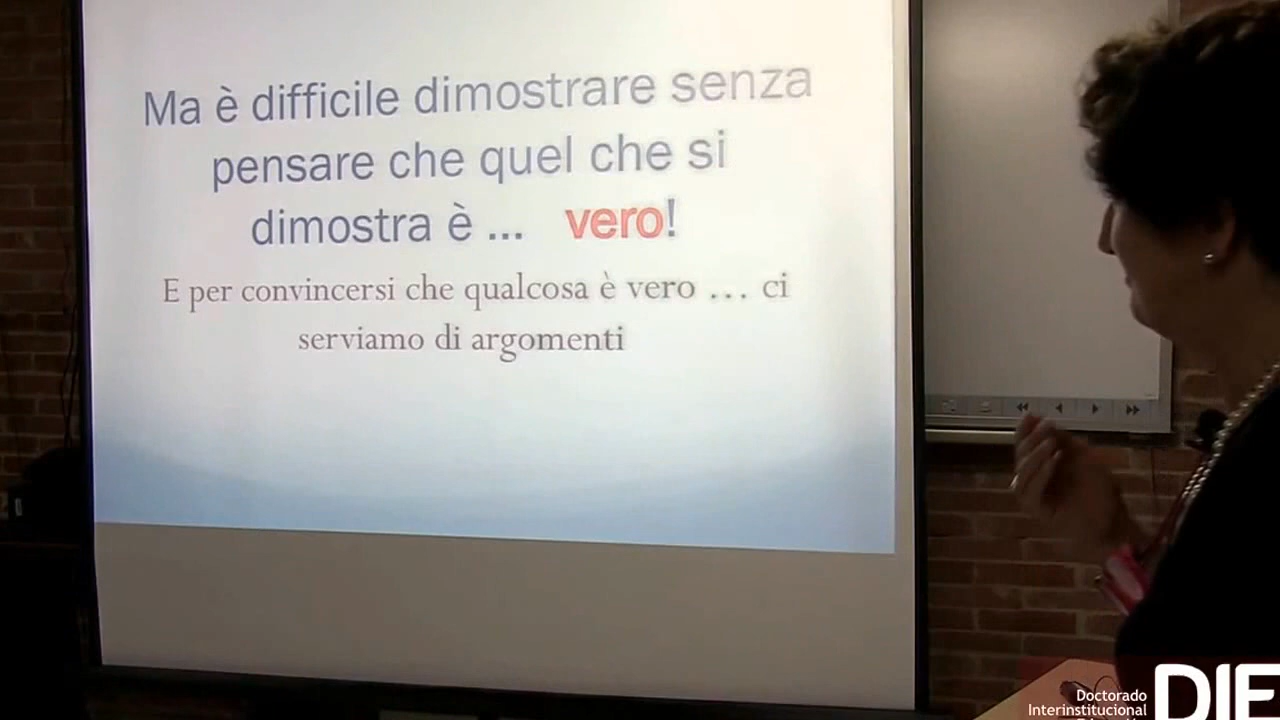 Ma è difficile dimostrare senza
pensare che quel che si
dimostra è ... vero!
E per convincersi che qualcosa è vero ... ci
serviamo di argomenti
Doctorado
Interinstitucional
DIE